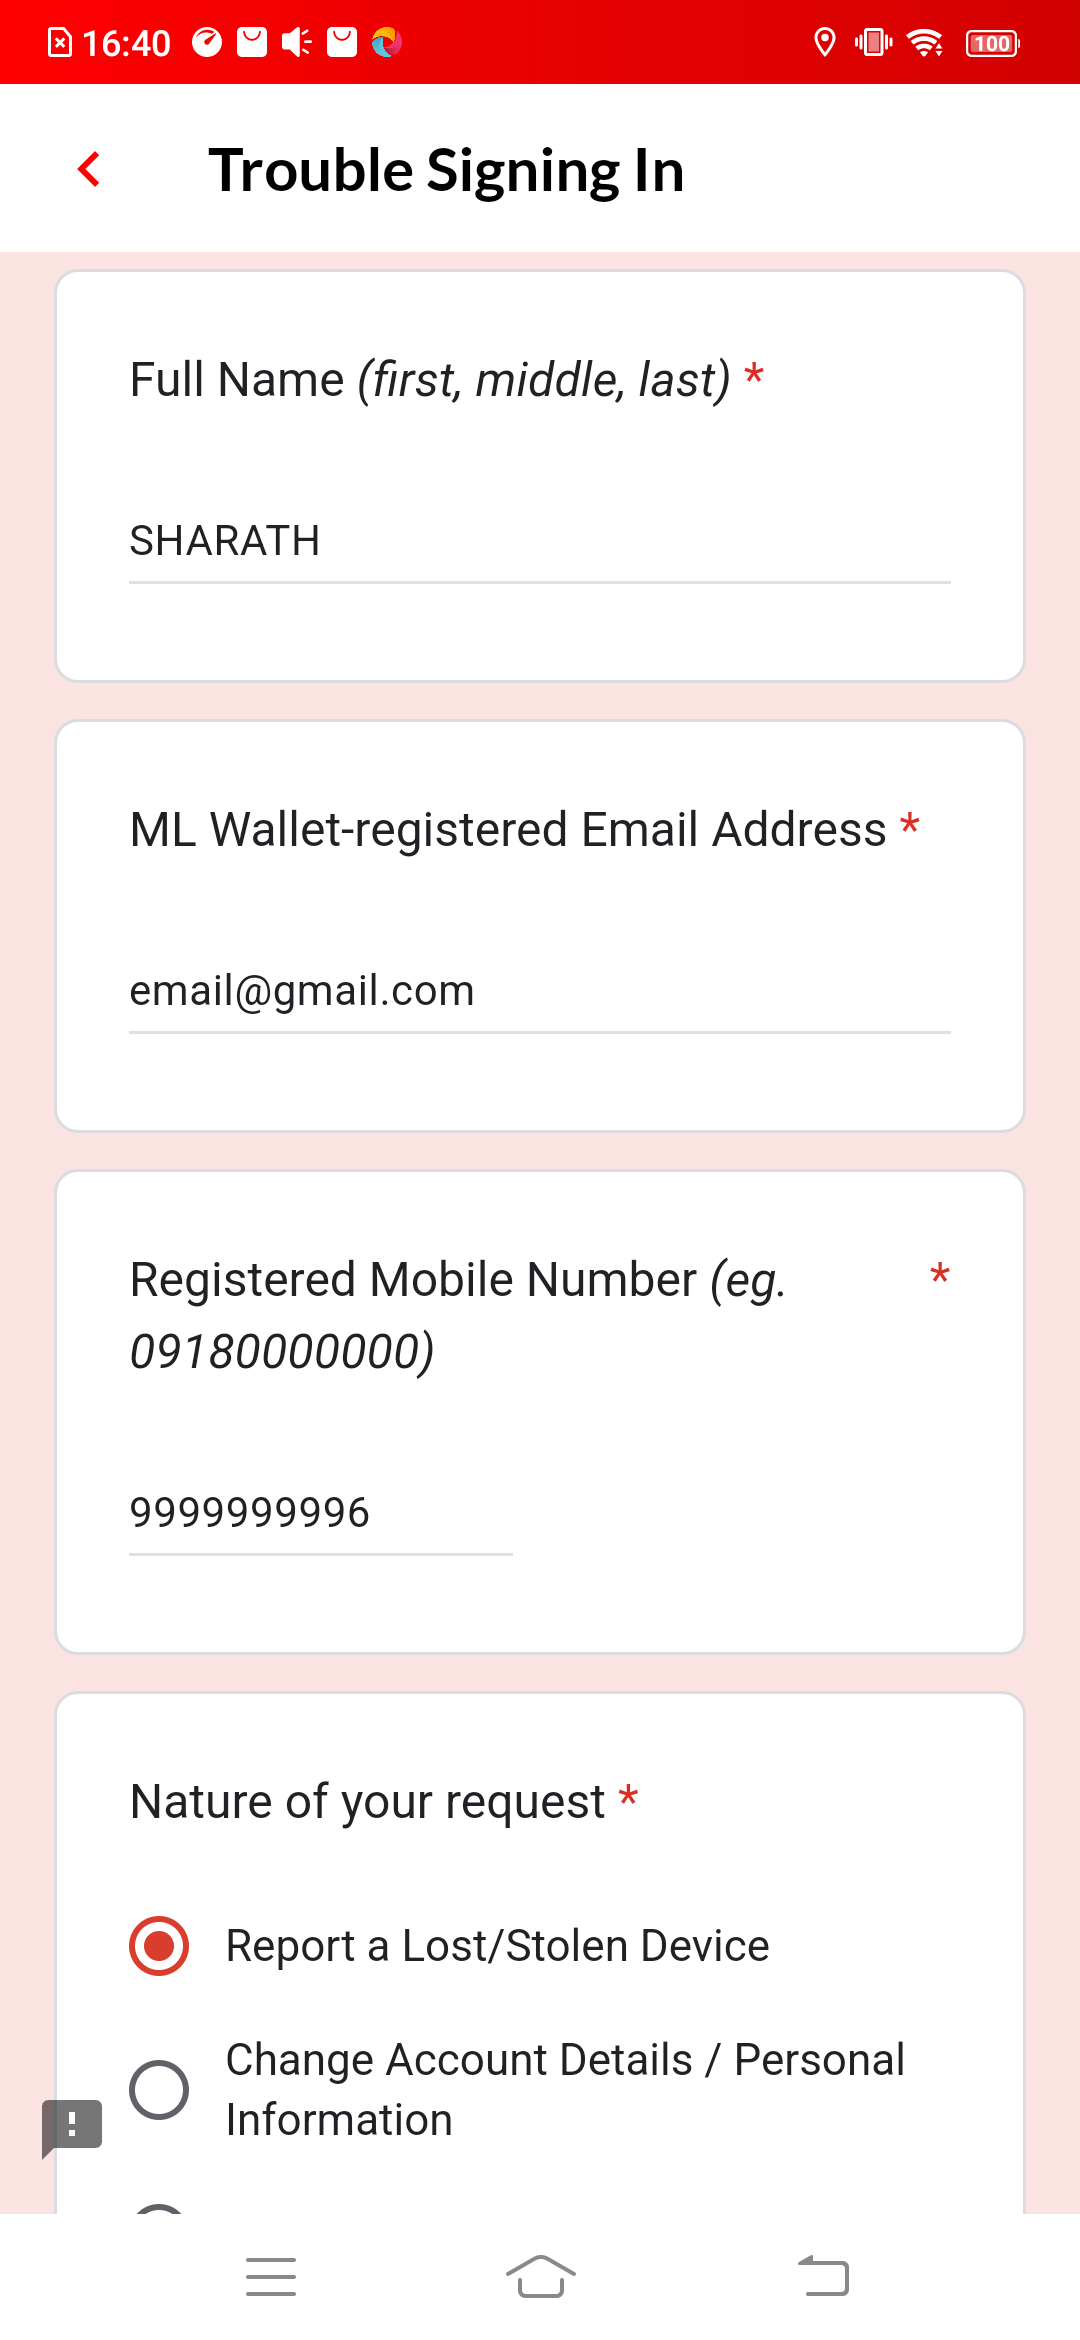 16:40
100
Trouble Signing In
Full Name (first, middle, last) *
SHARATH
ML Wallet-registered Email Address *
email@gmail.com
Registered Mobile Number (eg. *
09180000000)
9999999996
Nature of your request *
Report a Lost/Stolen Device
Change Account Details / Personal
Information